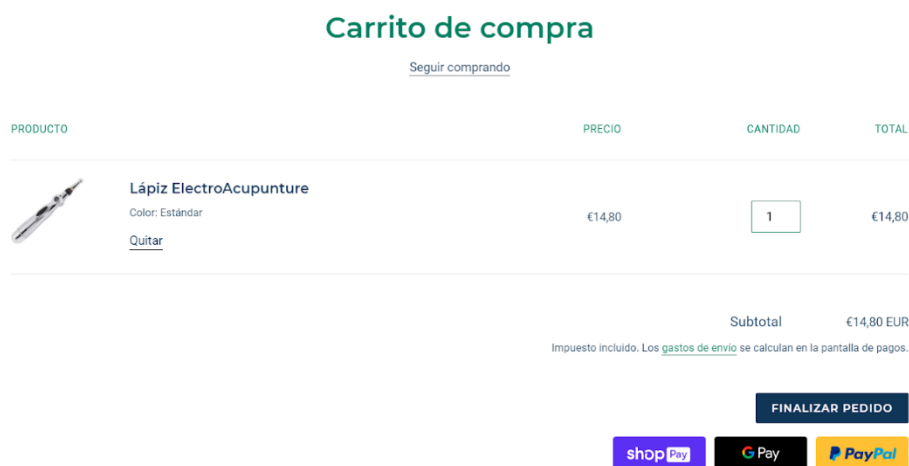 Carrito de compra
Seguir comprando
PRODUCTO PRECIO CANTIDAD TOTAL
Lápiz ElectroAcupunture
Color: Estándar
€14,80 1 €14,80
Quitar
Subtotal €14,80 EUR
Impuesto incluido. Los gastos de envío se calculan en la pantalla de pagos.
FINALIZAR PEDIDO
shop Pay G Pay PayPal